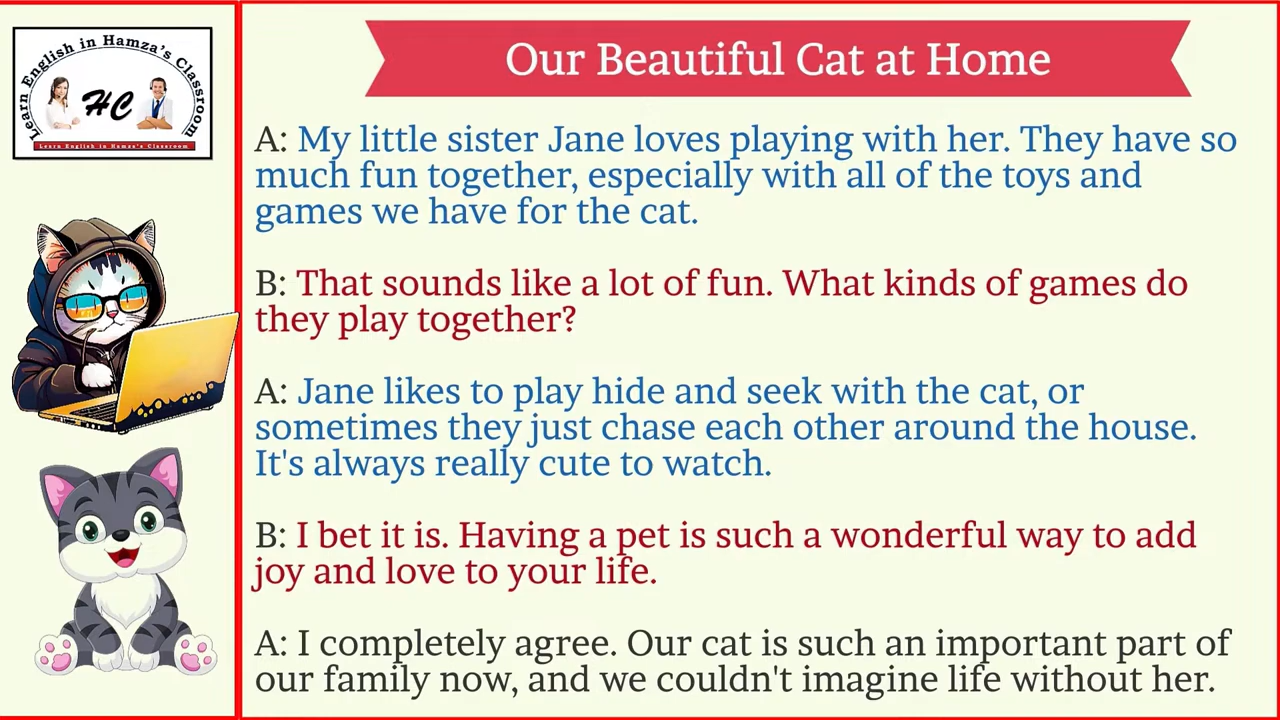 Learn English in Hamza's Classroom
HC
Learn English in Hamza's Classroom
Our Beautiful Cat at Home
A: My little sister Jane loves playing with her. They have so
much fun together, especially with all of the toys and
games we have for the cat.
B: That sounds like a lot of fun. What kinds of games do
they play together?
A: Jane likes to play hide and seek with the cat, or
sometimes they just chase each other around the house.
It's always really cute to watch.
B: I bet it is. Having a pet is such a wonderful way to add
joy and love to your life.
A: I completely agree. Our cat is such an important part of
our family now, and we couldn't imagine life without her.